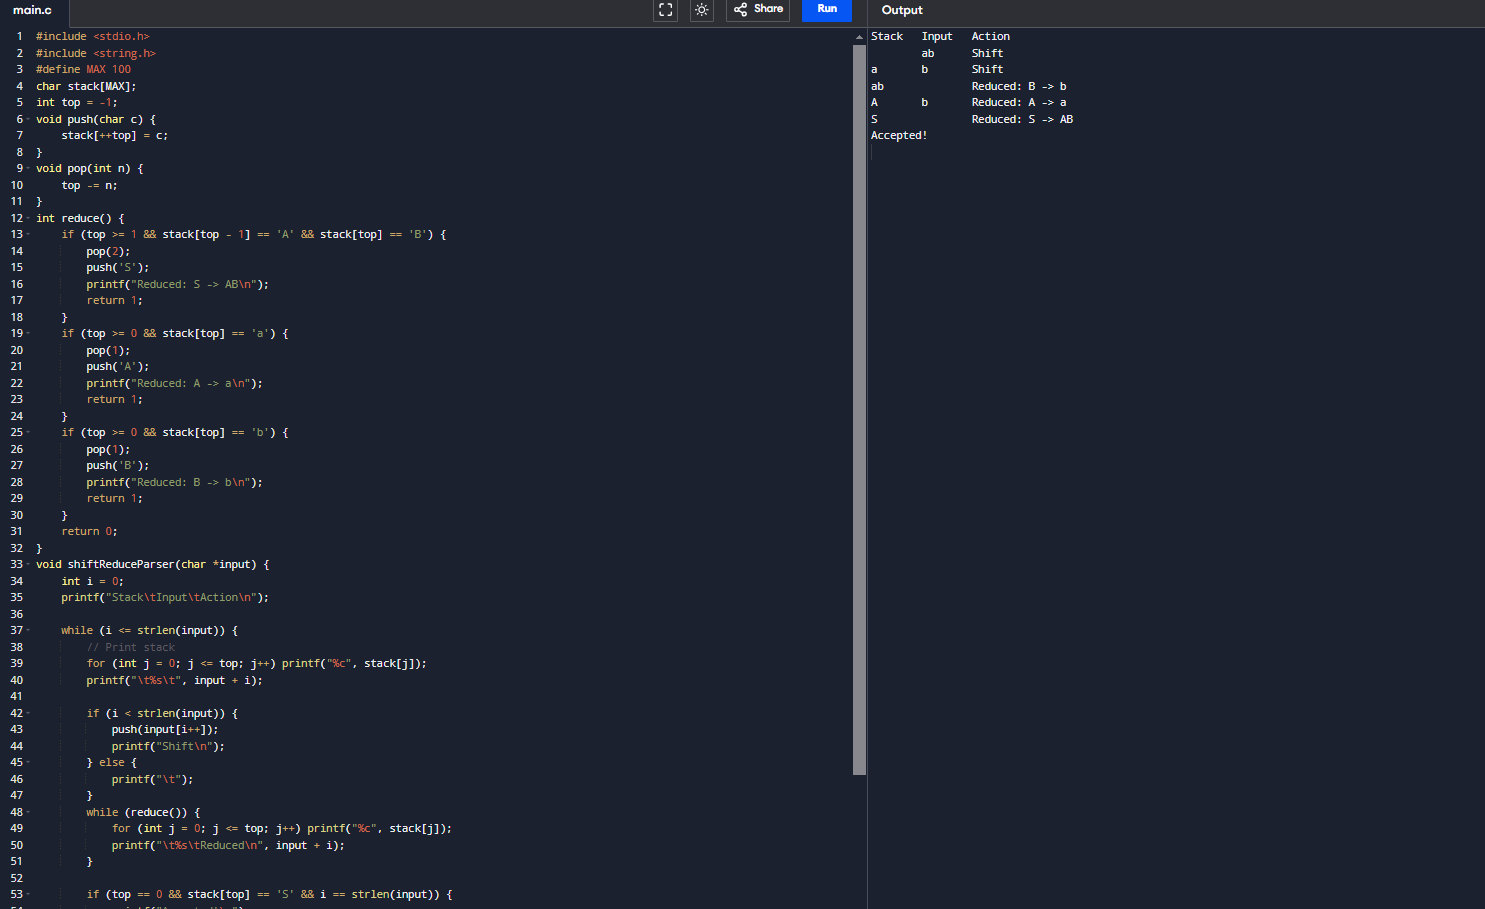 main.c
Share
Run
Output
1 #include <stdio.h>
2 #include <string.h>
3 #define MAX 100
4 char stack[MAX];
5 int top = -1;
6 void push(char c) {
7 stack[++top] = c;
8 }
9 void pop(int n) {
10 top -= n;
11 }
12 int reduce() {
13 if (top >= 1 && stack[top - 1] == 'A' && stack[top] == 'B') {
14 pop(2);
15 push('S');
16 printf("Reduced: S -> AB\n");
17 return 1;
18 }
19 if (top >= 0 && stack[top] == 'a') {
20 pop(1);
21 push('A');
22 printf("Reduced: A -> a\n");
23 return 1;
24 }
25 if (top >= 0 && stack[top] == 'b') {
26 pop(1);
27 push('B');
28 printf("Reduced: B -> b\n");
29 return 1;
30 }
31 return 0;
32 }
33 void shiftReduceParser(char *input) {
34 int i = 0;
35 printf("Stack\tInput\tAction\n");
36
37 while (i <= strlen(input)) {
38 // Print stack
39 for (int j = 0; j <= top; j++) printf("%c", stack[j]);
40 printf("\t%s\t", input + i);
41
42 if (i < strlen(input)) {
43 push(input[i++]);
44 printf("Shift\n");
45 } else {
46 printf("\t");
47 }
48 while (reduce()) {
49 for (int j = 0; j <= top; j++) printf("%c", stack[j]);
50 printf("\t%s\tReduced\n", input + i);
51 }
52
53 if (top == 0 && stack[top] == 'S' && i == strlen(input)) {
Stack Input Action
ab Shift
a b Shift
ab Reduced: B -> b
A b Reduced: A -> a
S Reduced: S -> AB
Accepted!